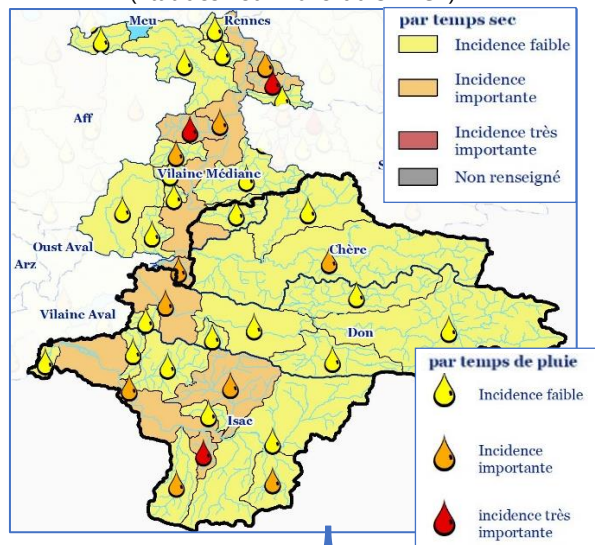 Meu
Rennes
par temps sec
Incidence faible
Incidence
importante
Incidence très
importante
Non renseigné
Aff
Vilaine Médiane
Oust Aval
Arz
Chère
Vilaine Aval
Don
Isac
par temps de pluie
Incidence faible
Incidence
importante
incidence très
importante